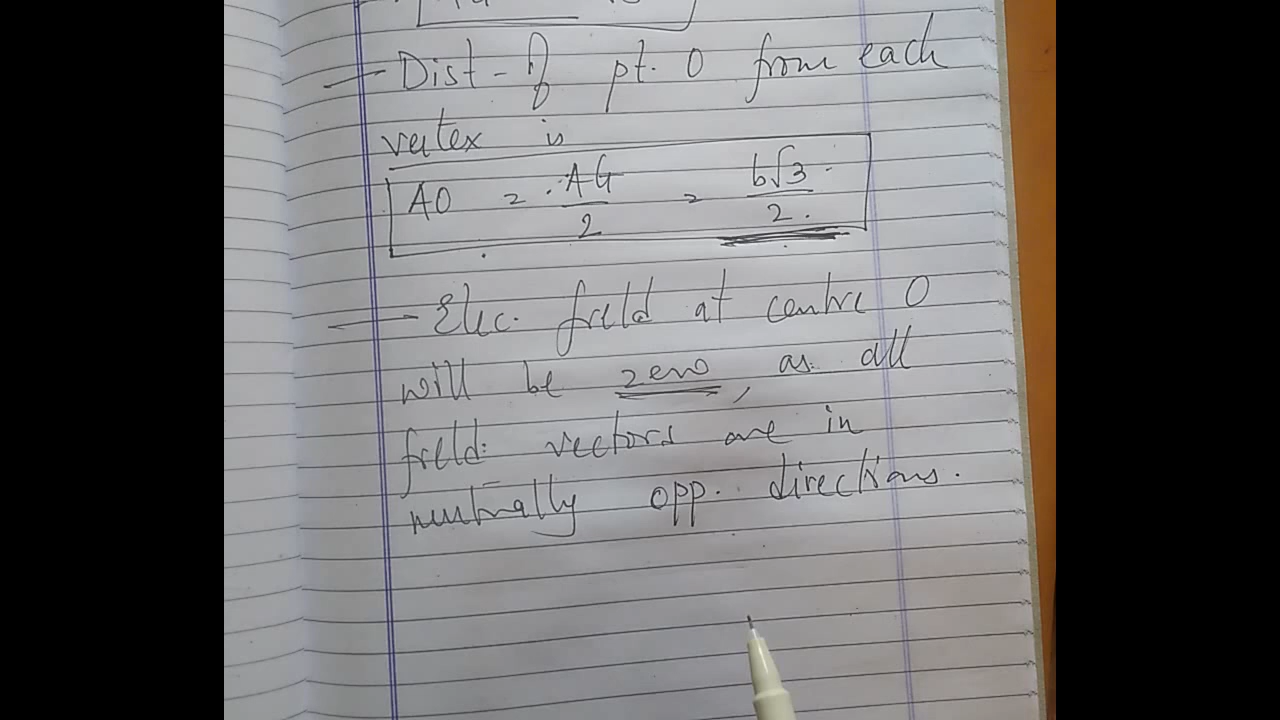 — Dist- of pt. O from each
vertex is
AO = AG/2 = b√3/2.
— Elec. field at centre O
will be zero, as all
field vectors are in
mutually opp. directions.